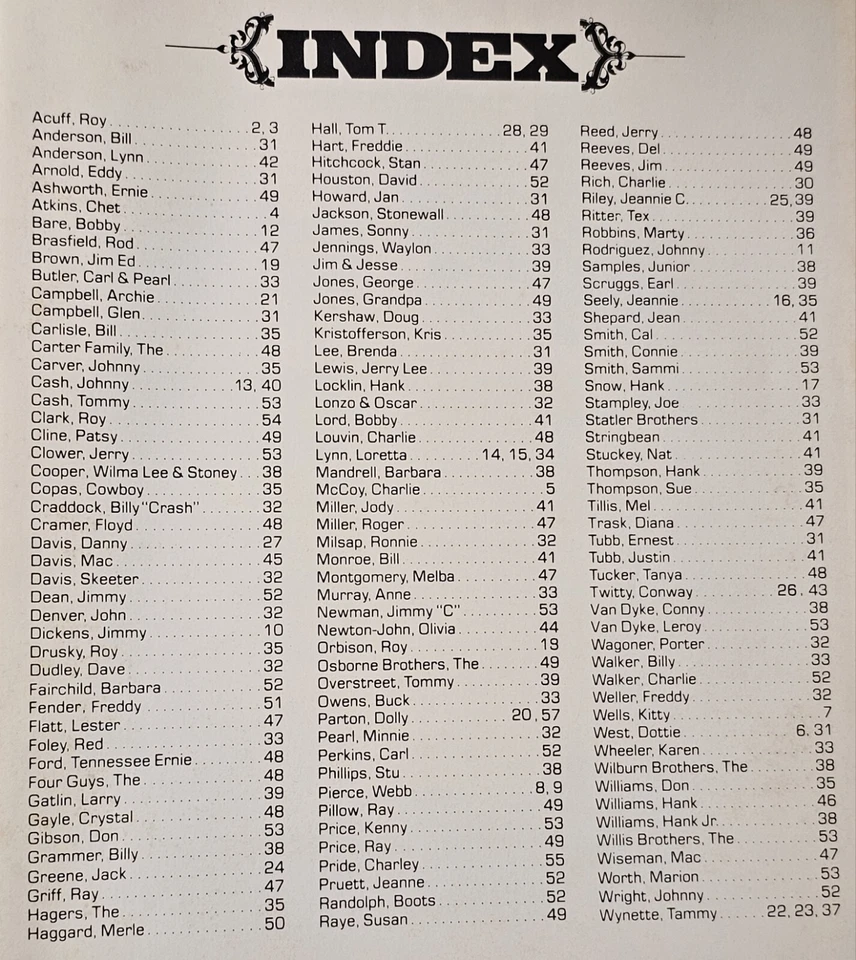 INDEX
Acuff, Roy 2, 3
Anderson, Bill 31
Anderson, Lynn 42
Arnold, Eddy 31
Ashworth, Ernie 49
Atkins, Chet 4
Bare, Bobby 12
Brasfield, Rod 47
Brown, Jim Ed 19
Butler, Carl & Pearl 33
Campbell, Archie 21
Campbell, Glen 31
Carlisle, Bill 35
Carter Family, The 48
Carver, Johnny 35
Cash, Johnny 13, 40
Cash, Tommy 53
Clark, Roy 54
Cline, Patsy 49
Clower, Jerry 53
Cooper, Wilma Lee & Stoney 38
Copas, Cowboy 35
Craddock, Billy "Crash" 32
Cramer, Floyd 48
Davis, Danny 27
Davis, Mac 45
Davis, Skeeter 32
Dean, Jimmy 52
Denver, John 32
Dickens, Jimmy 10
Drusky, Roy 35
Dudley, Dave 32
Fairchild, Barbara 52
Fender, Freddy 51
Flatt, Lester 47
Foley, Red 33
Ford, Tennessee Ernie 48
Four Guys, The 48
Gatlin, Larry 39
Gayle, Crystal 48
Gibson, Don 53
Grammer, Billy 38
Greene, Jack 24
Griff, Ray 47
Hagers, The 35
Haggard, Merle 50
Hall, Tom T. 28, 29
Hart, Freddie 41
Hitchcock, Stan 47
Houston, David 52
Howard, Jan 31
Jackson, Stonewall 48
James, Sonny 31
Jennings, Waylon 33
Jim & Jesse 39
Jones, George 47
Jones, Grandpa 49
Kershaw, Doug 33
Kristofferson, Kris 35
Lee, Brenda 31
Lewis, Jerry Lee 39
Locklin, Hank 38
Lonzo & Oscar 32
Lord, Bobby 41
Louvin, Charlie 48
Lynn, Loretta 14, 15, 34
Mandrell, Barbara 38
McCoy, Charlie 5
Miller, Jody 41
Miller, Roger 47
Milsap, Ronnie 32
Monroe, Bill 41
Montgomery, Melba 47
Murray, Anne 33
Newman, Jimmy "C" 53
Newton-John, Olivia 44
Orbison, Roy 19
Osborne Brothers, The 49
Overstreet, Tommy 39
Owens, Buck 33
Parton, Dolly 20, 57
Pearl, Minnie 32
Perkins, Carl 52
Phillips, Stu 38
Pierce, Webb 8, 9
Pillow, Ray 49
Price, Kenny 53
Price, Ray 49
Pride, Charley 55
Pruett, Jeanne 52
Randolph, Boots 52
Raye, Susan 49
Reed, Jerry 48
Reeves, Del 49
Reeves, Jim 49
Rich, Charlie 30
Riley, Jeannie C. 25, 39
Ritter, Tex 39
Robbins, Marty 36
Rodriguez, Johnny 11
Samples, Junior 38
Scruggs, Earl 39
Seely, Jeannie 16, 35
Shepard, Jean 41
Smith, Cal 52
Smith, Connie 39
Smith, Sammi 53
Snow, Hank 17
Stampley, Joe 33
Statler Brothers 31
Stringbean 41
Stuckey, Nat 41
Thompson, Hank 39
Thompson, Sue 35
Tillis, Mel 41
Trask, Diana 47
Tubb, Ernest 31
Tubb, Justin 41
Tucker, Tanya 48
Twitty, Conway 26, 43
Van Dyke, Conny 38
Van Dyke, Leroy 53
Wagoner, Porter 32
Walker, Billy 33
Walker, Charlie 52
Weller, Freddy 32
Wells, Kitty 7
West, Dottie 6, 31
Wheeler, Karen 33
Wilburn Brothers, The 38
Williams, Don 35
Williams, Hank 46
Williams, Hank Jr. 38
Willis Brothers, The 53
Wiseman, Mac 47
Worth, Marion 53
Wright, Johnny 52
Wynette, Tammy 22, 23, 37